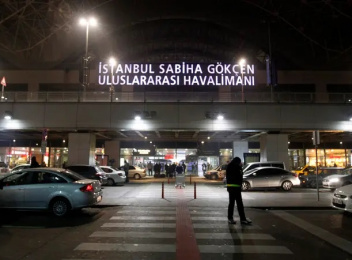 İSTANBUL SABİHA GÖKÇEN
ULUSLARARASI HAVALİMANI